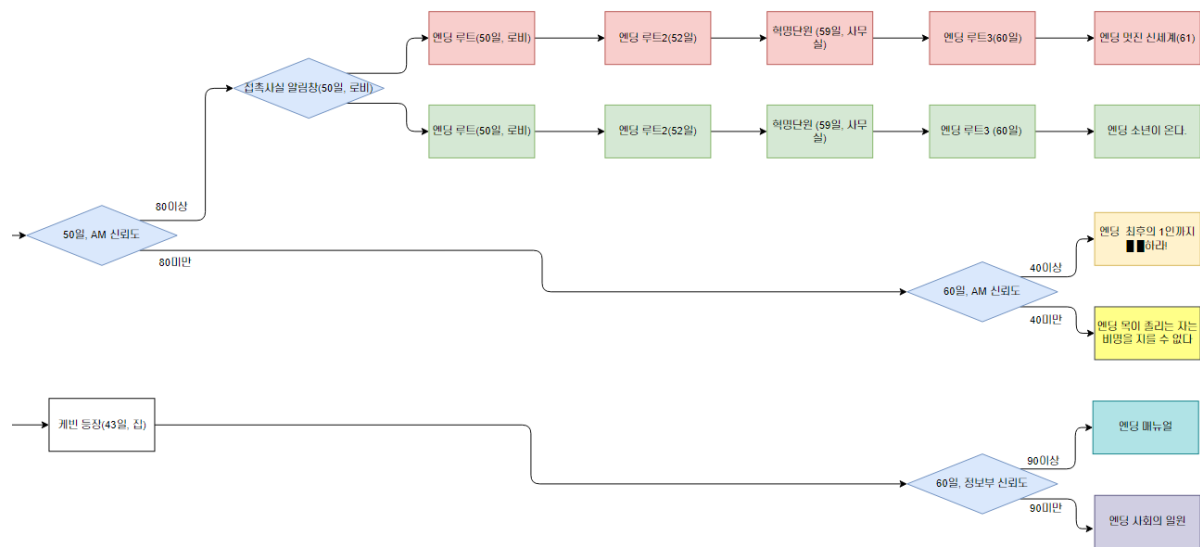 엔딩 루트(50일, 로비)
엔딩 루트2(52일)
혁명단원 (59일, 사무
실)
엔딩 루트3(60일)
엔딩 멋진 신세계(61)
접촉사실 알림창(50일, 로비)
엔딩 루트(50일, 로비)
엔딩 루트2(52일)
혁명단원 (59일, 사무
실)
엔딩 루트3 (60일)
엔딩 소년이 온다.
80이상
50일, AM 신뢰도
80미만
엔딩 최후의 1인까지
██하라!
40이상
60일, AM 신뢰도
40미만
엔딩 목이 졸리는 자는
비명을 지를 수 없다
케빈 등장(43일, 집)
엔딩 매뉴얼
90이상
60일, 정보부 신뢰도
90미만
엔딩 사회의 일원